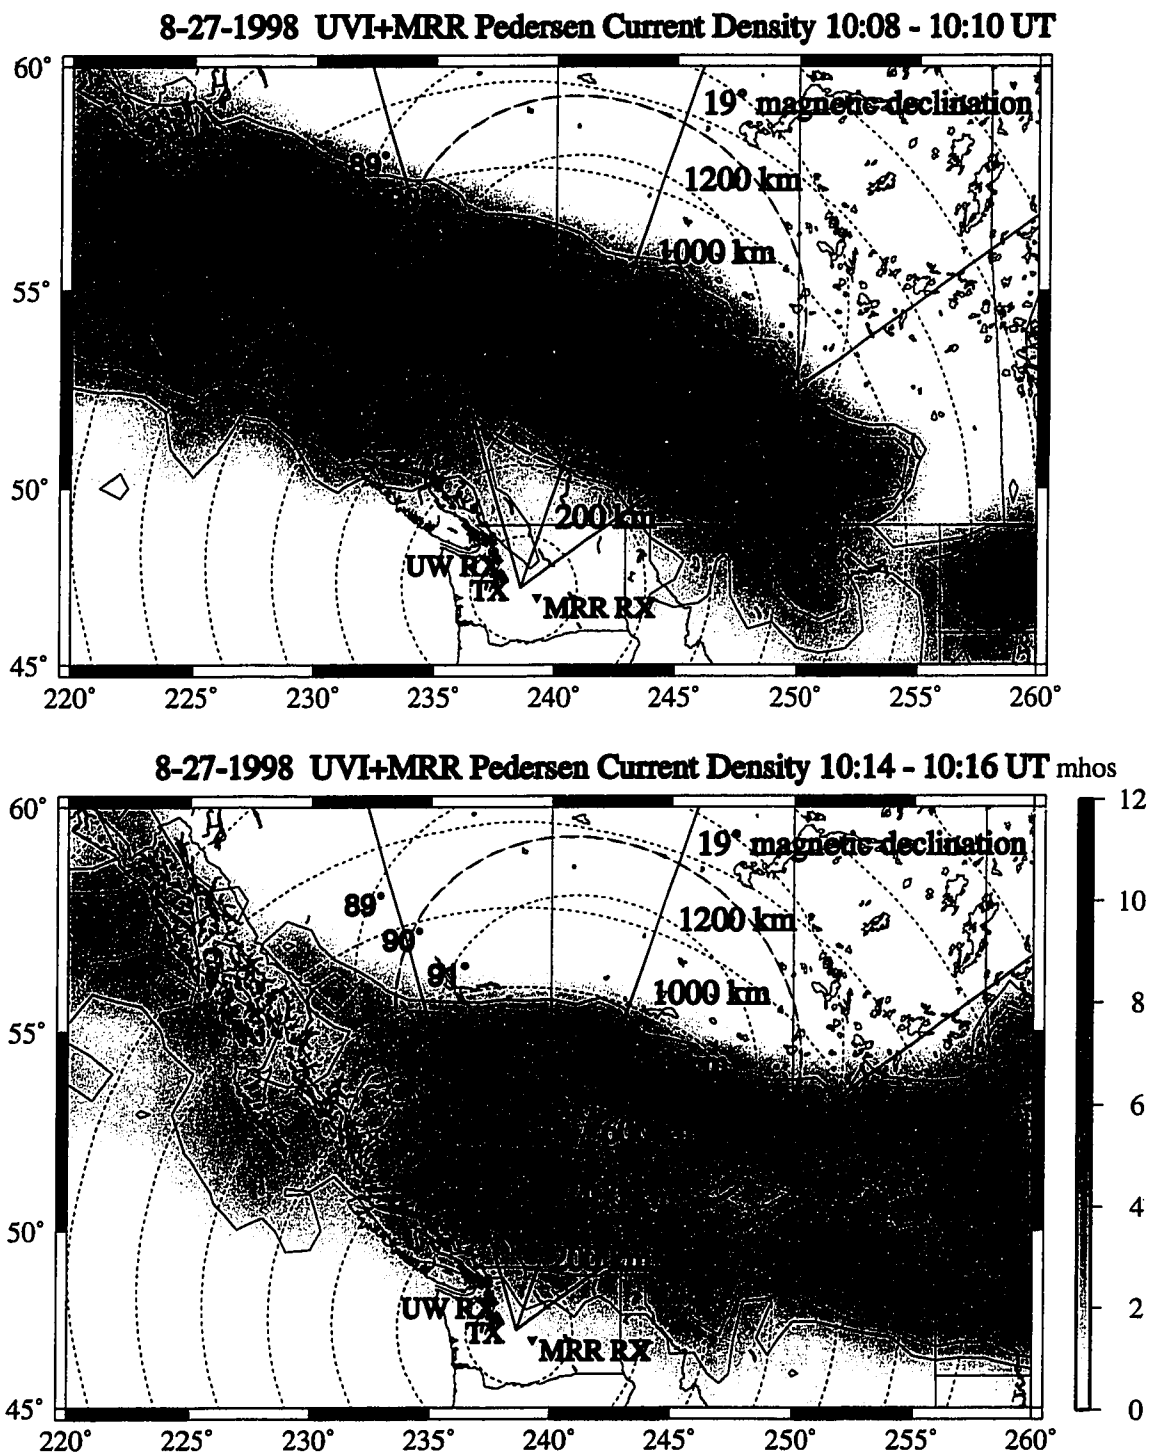 8-27-1998 UVI+MRR Pedersen Current Density 10:08 - 10:10 UT
60°
19° magnetic declination
89°
1200 km
1000 km
55°
50°
200 km
UW RX
TX
MRR RX
45°
220° 225° 230° 235° 240° 245° 250° 255° 260°
8-27-1998 UVI+MRR Pedersen Current Density 10:14 - 10:16 UT mhos
60°
12
19° magnetic declination
89°
10
1200 km
90°
91°
1000 km
8
55°
6
4
50°
200 km
UW RX
2
TX
MRR RX
45°
0
220° 225° 230° 235° 240° 245° 250° 255° 260°